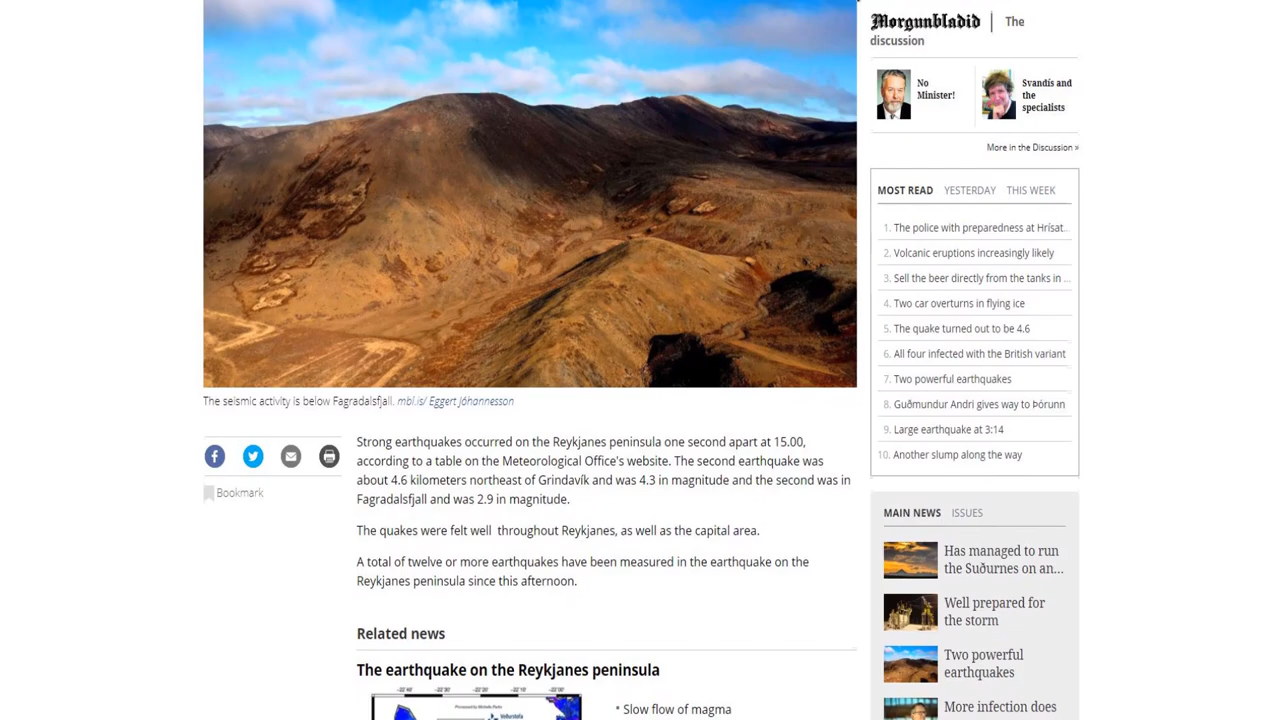 The seismic activity is below Fagradalsfjall. mbl.is/ Eggert Jóhannesson
Bookmark
Strong earthquakes occurred on the Reykjanes peninsula one second apart at 15.00,
according to a table on the Meteorological Office's website. The second earthquake was
about 4.6 kilometers northeast of Grindavík and was 4.3 in magnitude and the second was in
Fagradalsfjall and was 2.9 in magnitude.
The quakes were felt well throughout Reykjanes, as well as the capital area.
A total of twelve or more earthquakes have been measured in the earthquake on the
Reykjanes peninsula since this afternoon.
Related news
The earthquake on the Reykjanes peninsula
* Slow flow of magma
Morgunbladid | The
discussion
No
Minister!
Svandís and
the
specialists
More in the Discussion »
MOST READ YESTERDAY THIS WEEK
1. The police with preparedness at Hrísat...
2. Volcanic eruptions increasingly likely
3. Sell the beer directly from the tanks in ...
4. Two car overturns in flying ice
5. The quake turned out to be 4.6
6. All four infected with the British variant
7. Two powerful earthquakes
8. Guðmundur Andri gives way to Þórunn
9. Large earthquake at 3:14
10. Another slump along the way
MAIN NEWS ISSUES
Has managed to run
the Suðurnes on an...
Well prepared for
the storm
Two powerful
earthquakes
More infection does